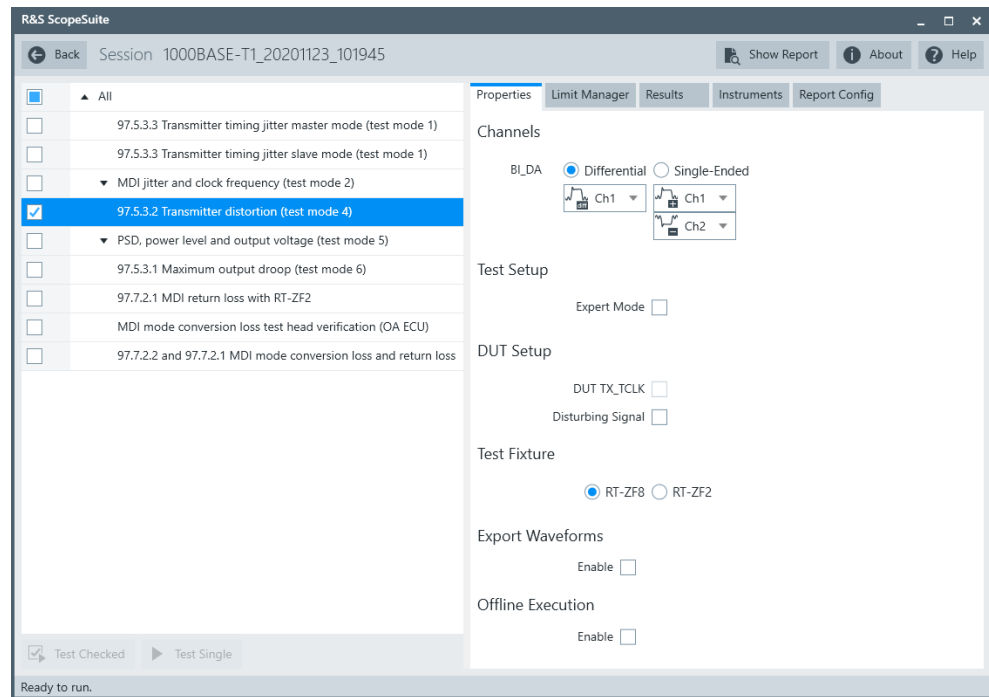 R&S ScopeSuite
Back Session 1000BASE-T1_20201123_101945 Show Report About Help
All
97.5.3.3 Transmitter timing jitter master mode (test mode 1)
97.5.3.3 Transmitter timing jitter slave mode (test mode 1)
MDI jitter and clock frequency (test mode 2)
97.5.3.2 Transmitter distortion (test mode 4)
PSD, power level and output voltage (test mode 5)
97.5.3.1 Maximum output droop (test mode 6)
97.7.2.1 MDI return loss with RT-ZF2
MDI mode conversion loss test head verification (OA ECU)
97.7.2.2 and 97.7.2.1 MDI mode conversion loss and return loss
Test Checked Test Single
Properties Limit Manager Results Instruments Report Config
Channels
BI_DA Differential Single-Ended
diff Ch1 Ch1
Ch2
Test Setup
Expert Mode
DUT Setup
DUT TX_TCLK
Disturbing Signal
Test Fixture
RT-ZF8 RT-ZF2
Export Waveforms
Enable
Offline Execution
Enable
Ready to run.